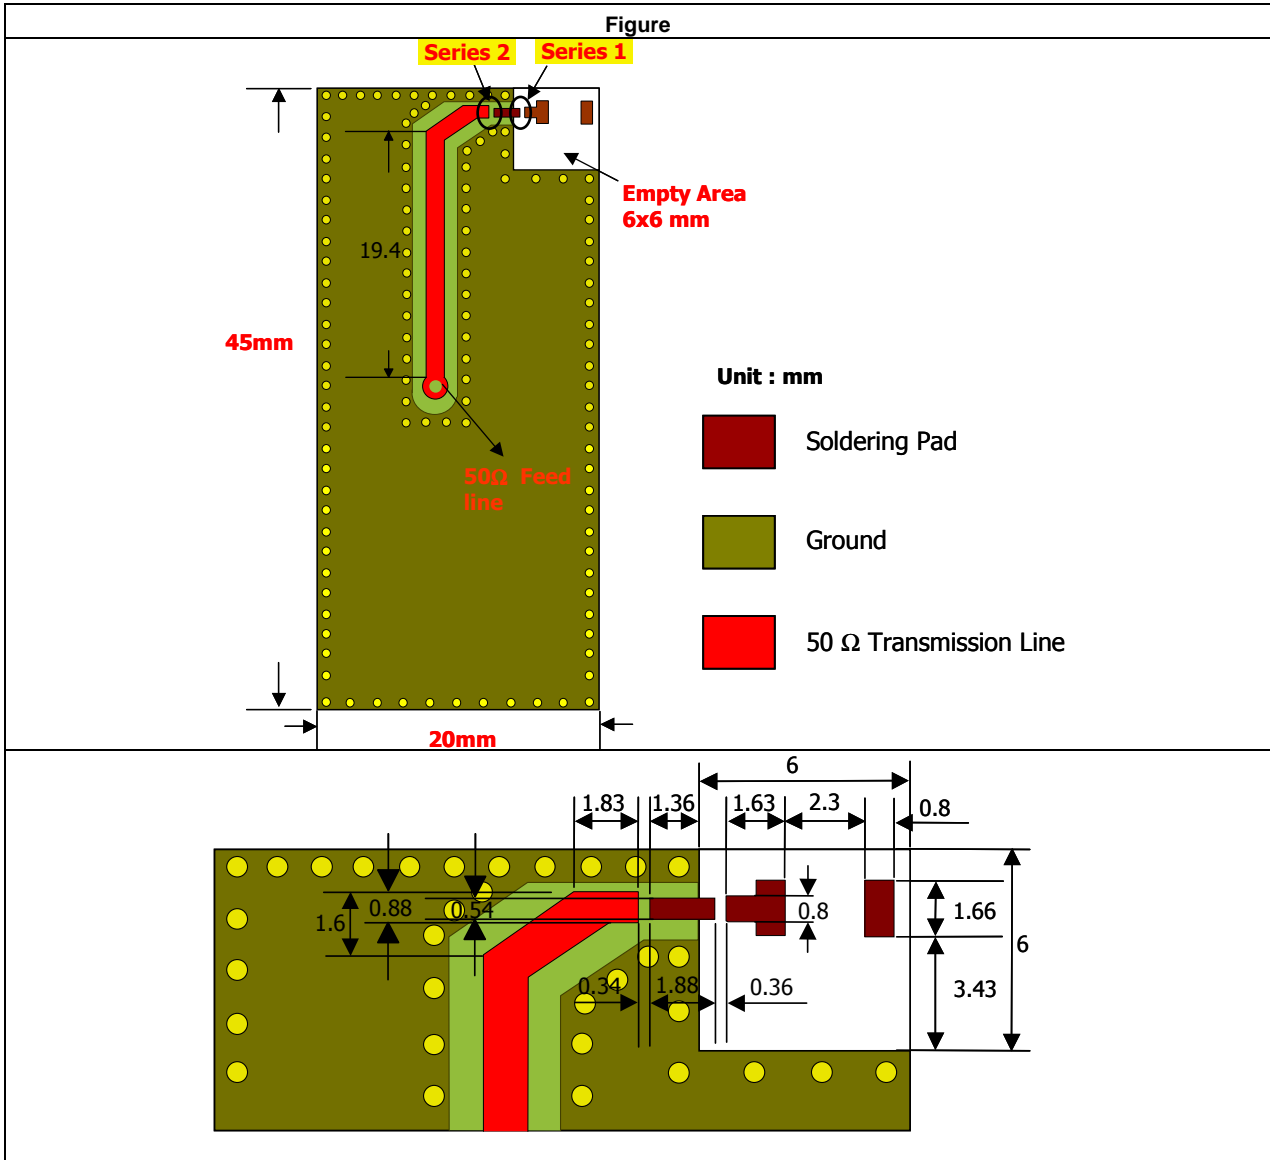 Figure
Series 2
Series 1
Empty Area
6x6 mm
19.4
45mm
50Ω Feed
line
20mm
Unit : mm
Soldering Pad
Ground
50 Ω Transmission Line
6
1.83
1.36
1.63
2.3
0.8
1.6
0.88
0.54
0.8
1.66
6
0.34
1.88
0.36
3.43